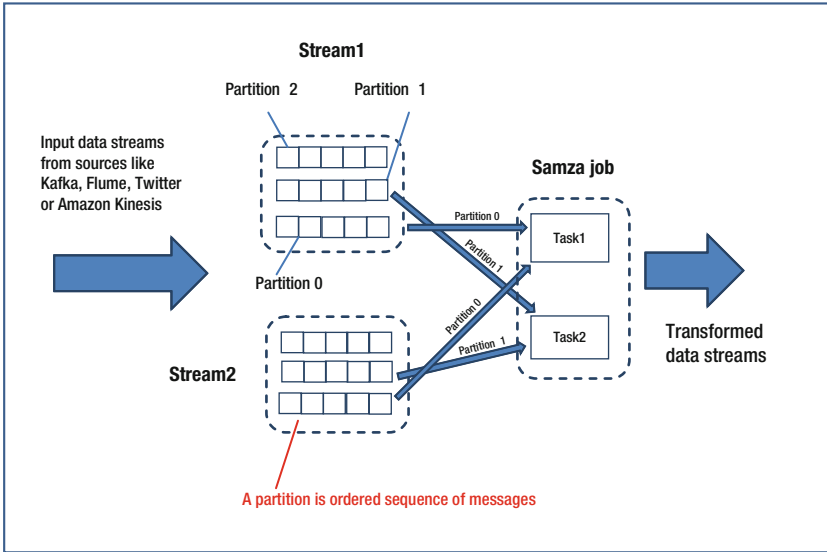 Stream1
Partition 2
Partition 1
Input data streams
from sources like
Kafka, Flume, Twitter
or Amazon Kinesis
Samza job
Partition 0
Task1
Partition 1
Partition 0
Partition 0
Task2
Partition 1
Transformed
data streams
Stream2
A partition is ordered sequence of messages